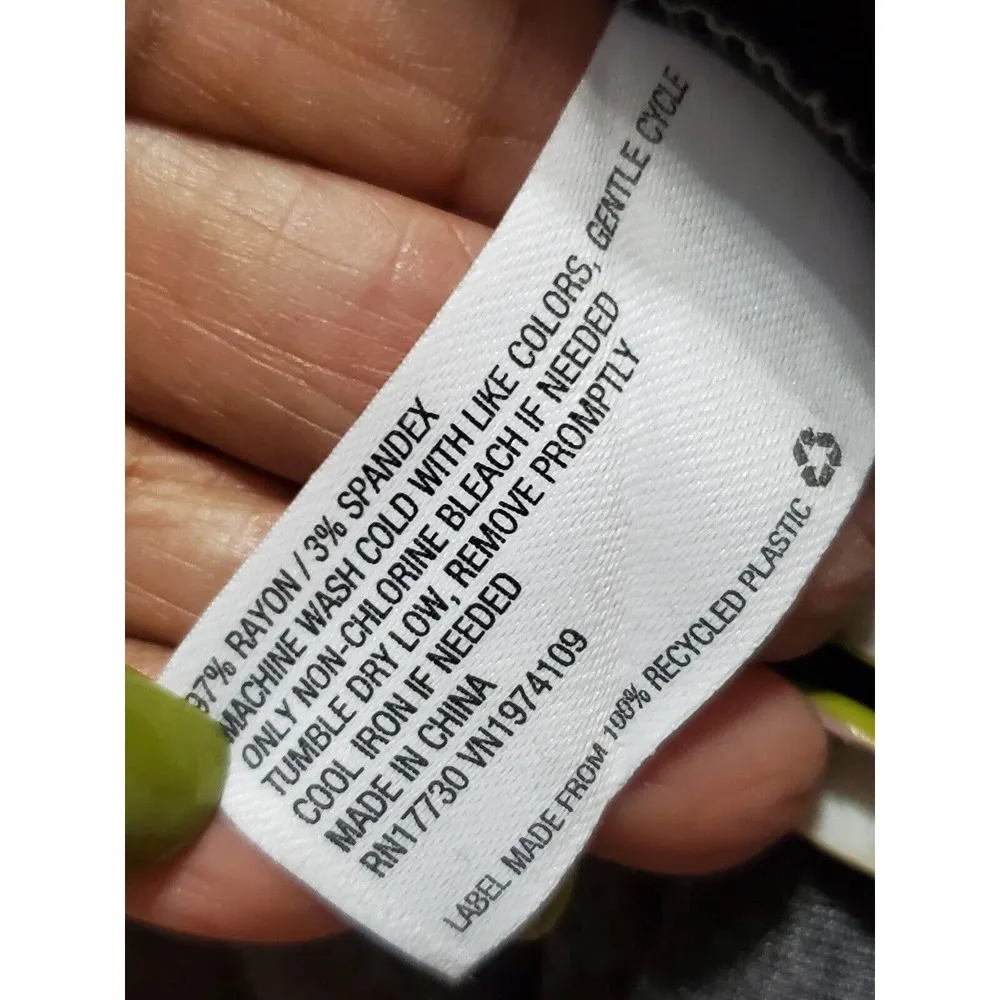 97% RAYON / 3% SPANDEX
MACHINE WASH COLD WITH LIKE COLORS, GENTLE CYCLE
ONLY NON-CHLORINE BLEACH IF NEEDED
TUMBLE DRY LOW, REMOVE PROMPTLY
COOL IRON IF NEEDED
MADE IN CHINA
RN17730 VN1974109
LABEL MADE FROM 100% RECYCLED PLASTIC